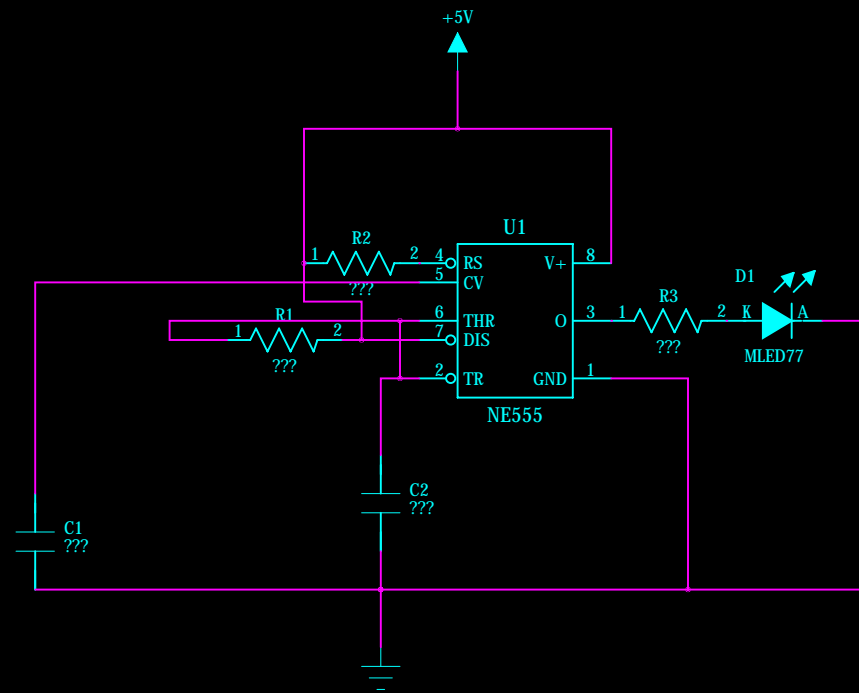 +5V
U1
R2
1
2
4
RS
V+
8
5
CV
???
D1
R3
R1
6
THR
O
3
1
2
K
A
1
2
7
DIS
???
???
MLED77
2
TR
GND
1
NE555
C2
???
C1
???